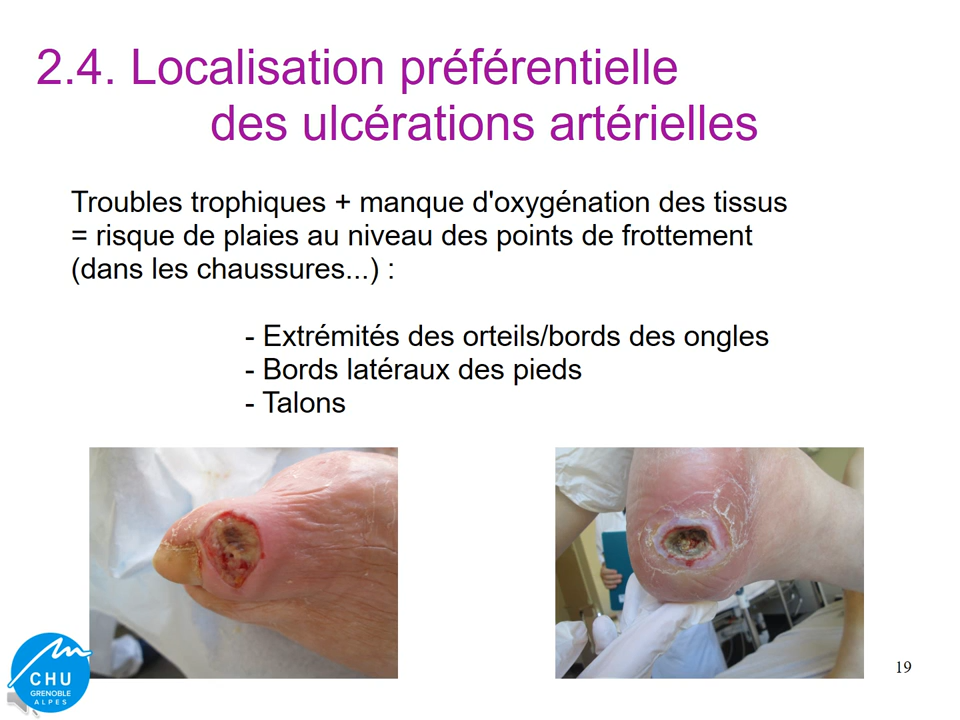 2.4. Localisation préférentielle
des ulcérations artérielles
Troubles trophiques + manque d'oxygénation des tissus
= risque de plaies au niveau des points de frottement
(dans les chaussures...) :
- Extrémités des orteils/bords des ongles
- Bords latéraux des pieds
- Talons
CHU
GRENOBLE
ALPES
19